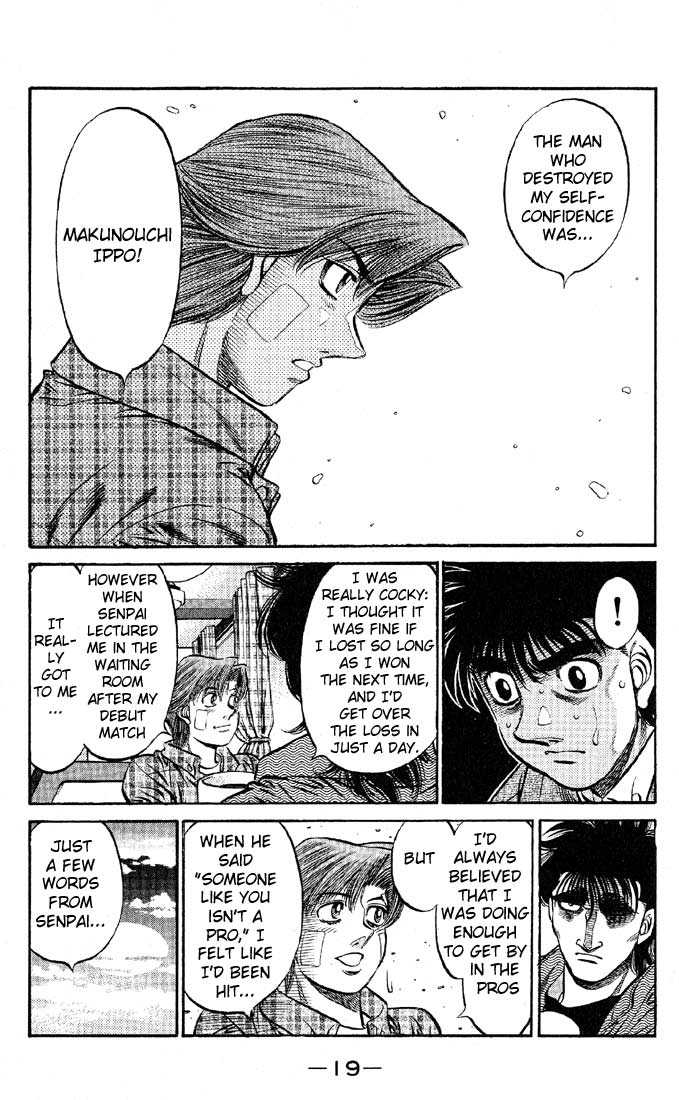 THE MAN
WHO
DESTROYED
MY SELF-
CONFIDENCE
WAS...
MAKUNOUCHI
IPPO!
!
I WAS
REALLY COCKY:
I THOUGHT IT
WAS FINE IF
I LOST SO LONG
AS I WON
THE NEXT TIME,
AND I'D
GET OVER
THE LOSS IN
JUST A DAY.
HOWEVER
WHEN
SENPAI
LECTURED
ME IN THE
WAITING
ROOM
AFTER MY
DEBUT
MATCH
IT
REAL-
LY
GOT
TO ME
...
I'D
ALWAYS
BELIEVED
THAT I
WAS DOING
ENOUGH
TO GET BY
IN THE
PROS
BUT
WHEN HE
SAID
"SOMEONE
LIKE YOU
ISN'T A
PRO," I
FELT LIKE
I'D BEEN
HIT...
JUST
A FEW
WORDS
FROM
SENPAI...
—19—